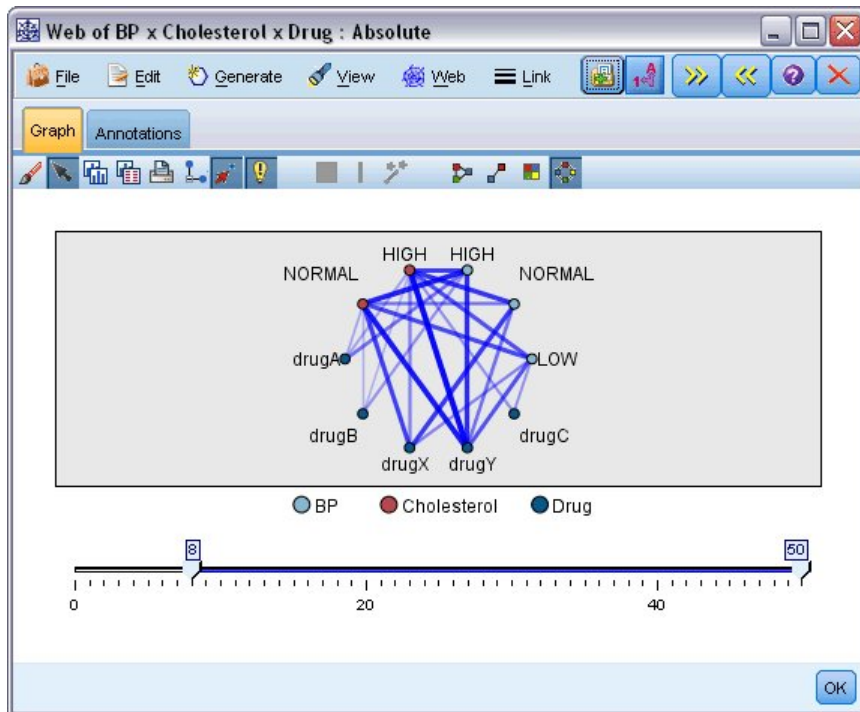 Web of BP x Cholesterol x Drug : Absolute
File Edit Generate View Web Link
Graph Annotations
HIGH HIGH
NORMAL NORMAL
drugA LOW
drugB drugC
drugX drugY
BP Cholesterol Drug
8 50
0 20 40
OK